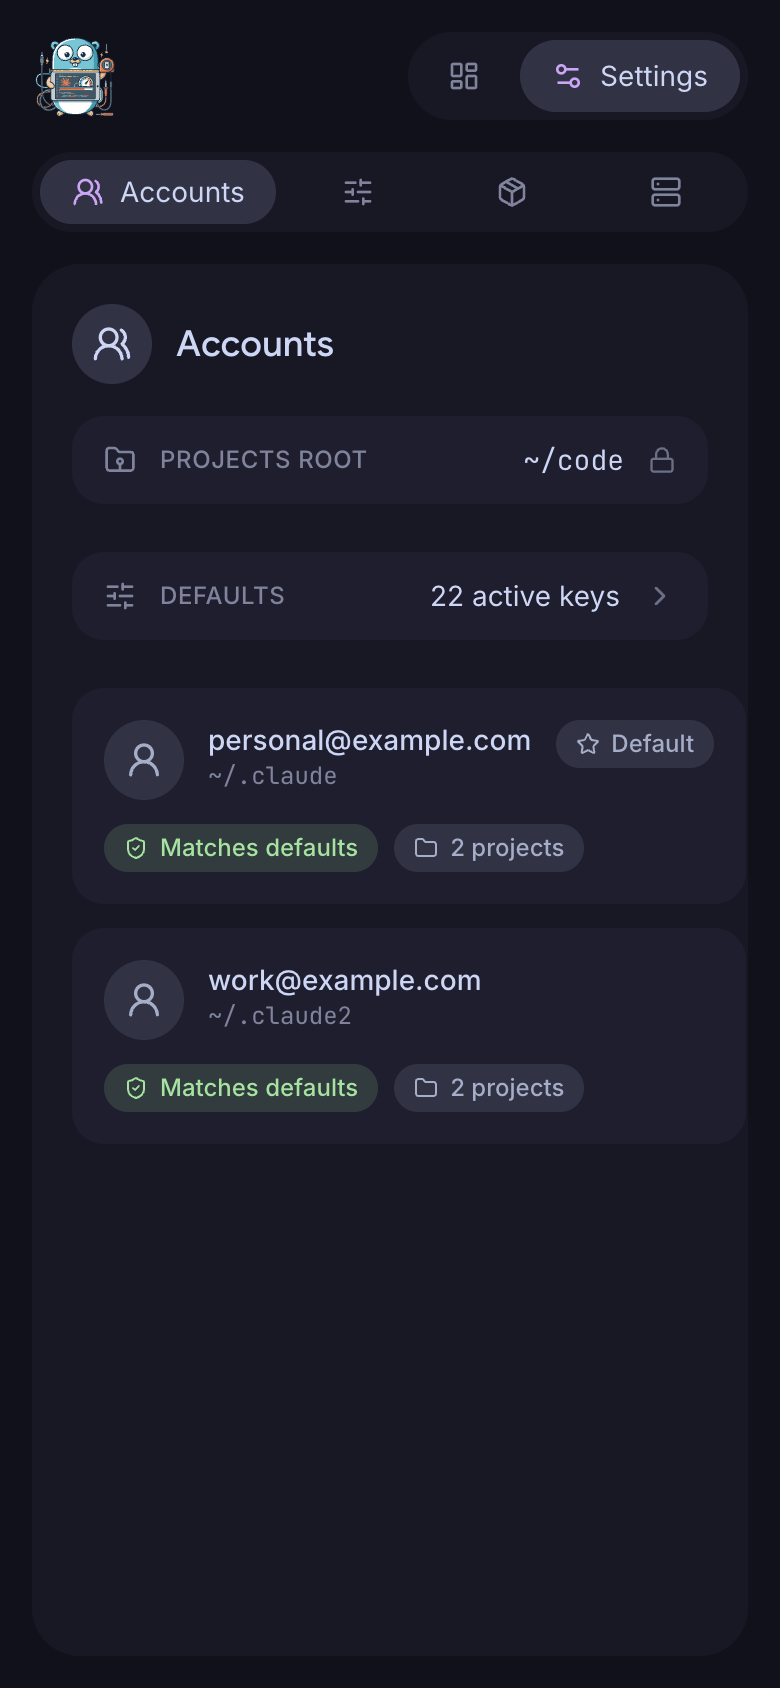 Settings
Accounts
Accounts
PROJECTS ROOT ~/code
DEFAULTS 22 active keys
personal@example.com Default
~/.claude
Matches defaults 2 projects
work@example.com
~/.claude2
Matches defaults 2 projects